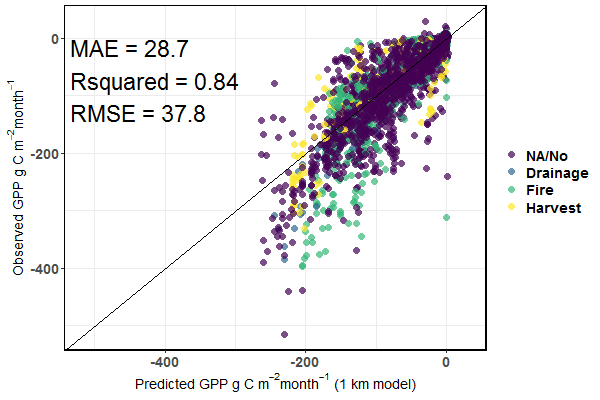 0
MAE = 28.7
Rsquared = 0.84
RMSE = 37.8
-200
-400
Observed GPP g C m⁻²month⁻¹
NA/No
Drainage
Fire
Harvest
-400 -200 0
Predicted GPP g C m⁻²month⁻¹ (1 km model)